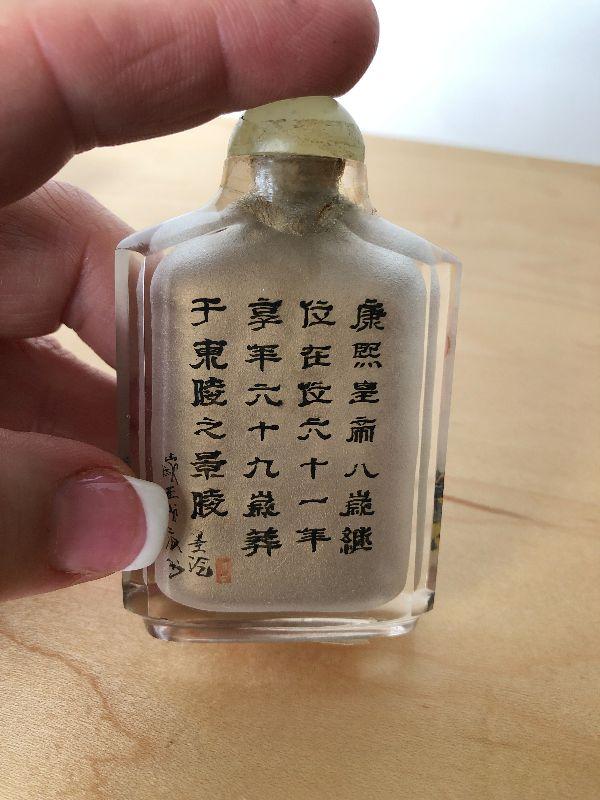 康熙皇帝八歲繼
位在位六十一年
享年六十九歲葬
于東陵之景陵